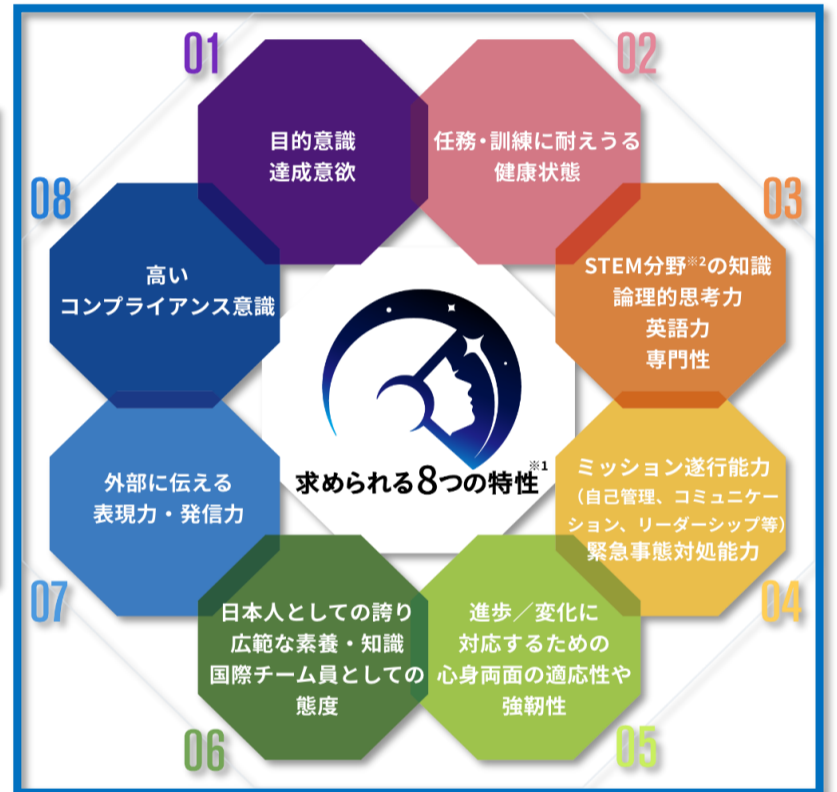 01
目的意識
達成意欲
02
任務・訓練に耐えうる
健康状態
03
STEM分野※2の知識
論理的思考力
英語力
専門性
04
ミッション遂行能力
（自己管理、コミュニケー
ション、リーダーシップ等）
緊急事態対処能力
05
進歩／変化に
対応するための
心身両面の適応性や
強靭性
06
日本人としての誇り
広範な素養・知識
国際チーム員としての
態度
07
外部に伝える
表現力・発信力
08
高い
コンプライアンス意識
求められる8つの特性※1